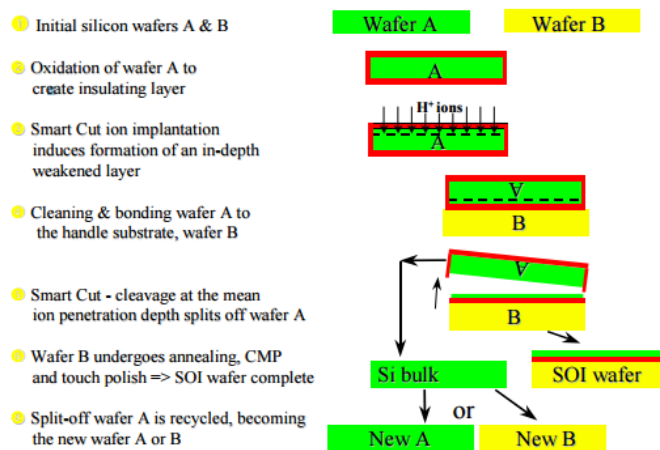 Initial silicon wafers A & B
Wafer A
Wafer B
Oxidation of wafer A to
create insulating layer
A
Smart Cut ion implantation
induces formation of an in-depth
weakened layer
H+ ions
A
Cleaning & bonding wafer A to
the handle substrate, wafer B
A
B
Smart Cut - cleavage at the mean
ion penetration depth splits off wafer A
A
B
Wafer B undergoes annealing, CMP
and touch polish => SOI wafer complete
Si bulk
SOI wafer
Split-off wafer A is recycled, becoming
the new wafer A or B
or
New A
New B